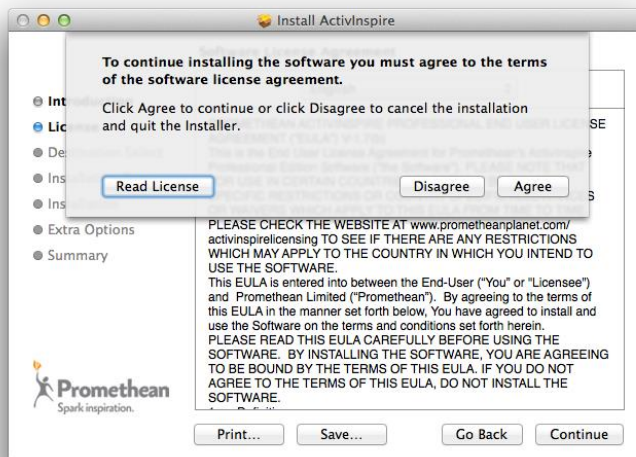 Install ActivInspire
To continue installing the software you must agree to the terms
of the software license agreement.
Click Agree to continue or click Disagree to cancel the installation
and quit the Installer.
Read License
Disagree
Agree
Extra Options
Summary
PLEASE CHECK THE WEBSITE AT www.prometheanplanet.com/
activinspirelicensing TO SEE IF THERE ARE ANY RESTRICTIONS
WHICH MAY APPLY TO THE COUNTRY IN WHICH YOU INTEND TO
USE THE SOFTWARE.
This EULA is entered into between the End-User ("You" or "Licensee")
and Promethean Limited ("Promethean"). By agreeing to the terms of
this EULA in the manner set forth below, You have agreed to install and
use the Software on the terms and conditions set forth herein.
PLEASE READ THIS EULA CAREFULLY BEFORE USING THE
SOFTWARE. BY INSTALLING THE SOFTWARE, YOU ARE AGREEING
TO BE BOUND BY THE TERMS OF THIS EULA. IF YOU DO NOT
AGREE TO THE TERMS OF THIS EULA, DO NOT INSTALL THE
SOFTWARE.
Promethean
Spark inspiration.
Print...
Save...
Go Back
Continue